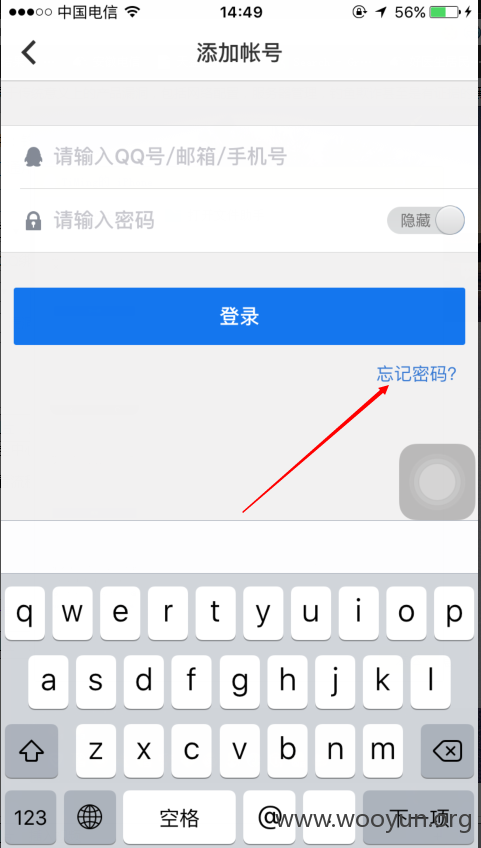 中国电信 14:49 56%
添加帐号
请输入QQ号/邮箱/手机号
请输入密码 隐藏
登录
忘记密码?
q w e r t y u i o p
a s d f g h j k l
z x c v b n m
123 空格 @ . 下一项
www.wooyun.org